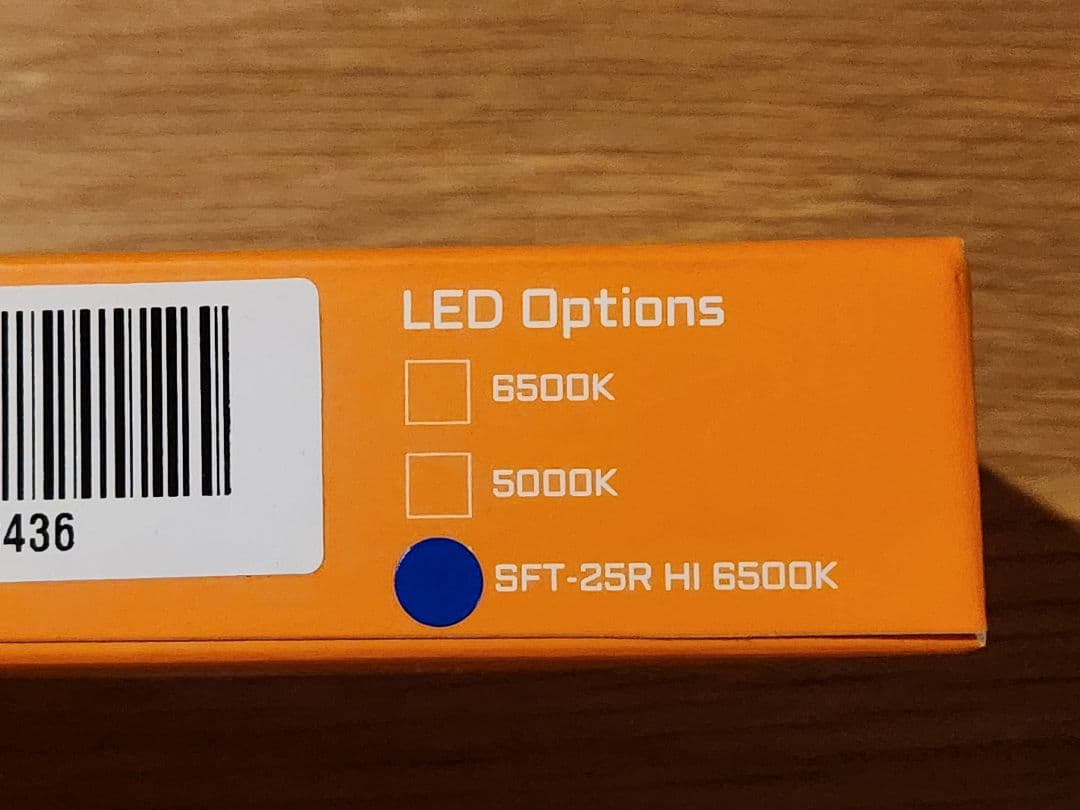 LED Options
6500K
5000K
SFT-25R HI 6500K
436